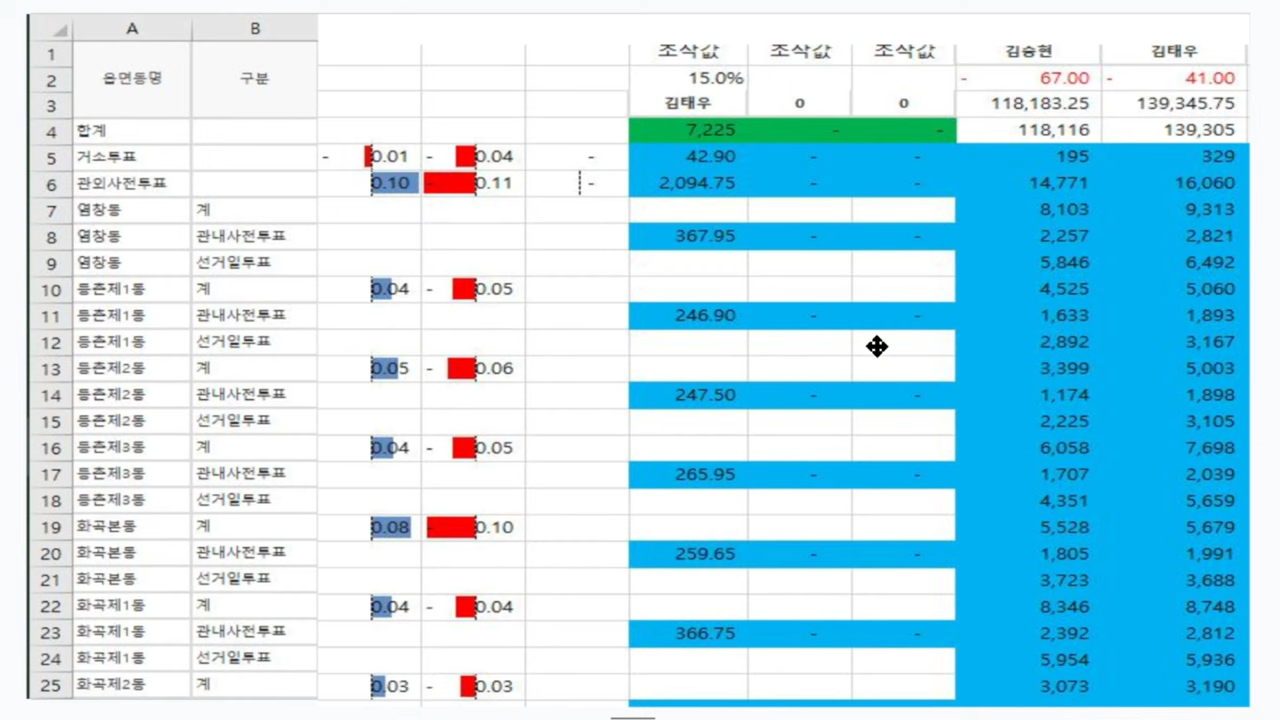 A B
1 조작값 조작값 조작값 김승현 김태우
2 읍면동명 구분 15.0% - 67.00 - 41.00
3 김태우 0 0 118,183.25 139,345.75
4 합계 7,225 - - 118,116 139,305
5 거소투표 - 0.01 - 0.04 - 42.90 - - 195 329
6 관외사전투표 0.10 - 0.11 - 2,094.75 - - 14,771 16,060
7 염창동 계 8,103 9,313
8 염창동 관내사전투표 367.95 - - 2,257 2,821
9 염창동 선거일투표 5,846 6,492
10 등촌제1동 계 0.04 - 0.05 4,525 5,060
11 등촌제1동 관내사전투표 246.90 - - 1,633 1,893
12 등촌제1동 선거일투표 2,892 3,167
13 등촌제2동 계 0.05 - 0.06 3,399 5,003
14 등촌제2동 관내사전투표 247.50 - - 1,174 1,898
15 등촌제2동 선거일투표 2,225 3,105
16 등촌제3동 계 0.04 - 0.05 6,058 7,698
17 등촌제3동 관내사전투표 265.95 - - 1,707 2,039
18 등촌제3동 선거일투표 4,351 5,659
19 화곡본동 계 0.08 - 0.10 5,528 5,679
20 화곡본동 관내사전투표 259.65 - - 1,805 1,991
21 화곡본동 선거일투표 3,723 3,688
22 화곡제1동 계 0.04 - 0.04 8,346 8,748
23 화곡제1동 관내사전투표 366.75 - - 2,392 2,812
24 화곡제1동 선거일투표 5,954 5,936
25 화곡제2동 계 0.03 - 0.03 3,073 3,190